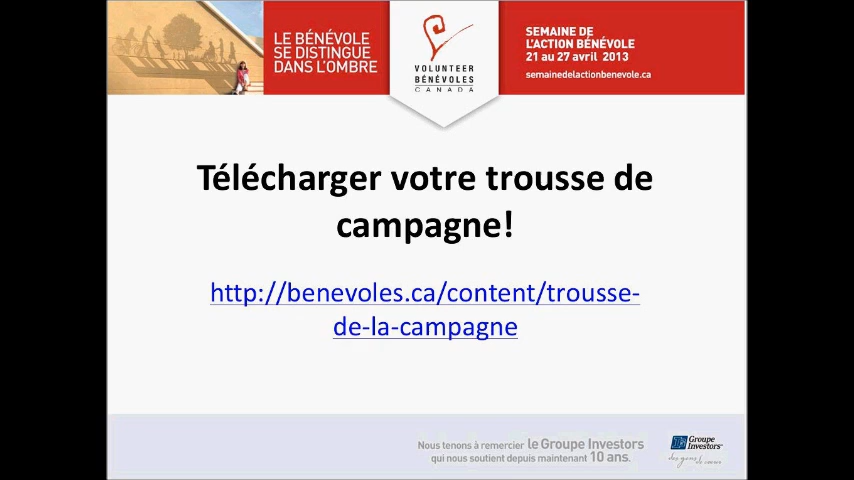 LE BÉNÉVOLE
SE DISTINGUE
DANS L'OMBRE
VOLUNTEER
BÉNÉVOLES
CANADA
SEMAINE DE
L'ACTION BÉNÉVOLE
21 au 27 avril 2013
semainedelactionbenevole.ca
Télécharger votre trousse de
campagne!
http://benevoles.ca/content/trousse-
de-la-campagne
Nous tenons à remercier le Groupe Investors
qui nous soutient depuis maintenant 10 ans.
Groupe
Investors